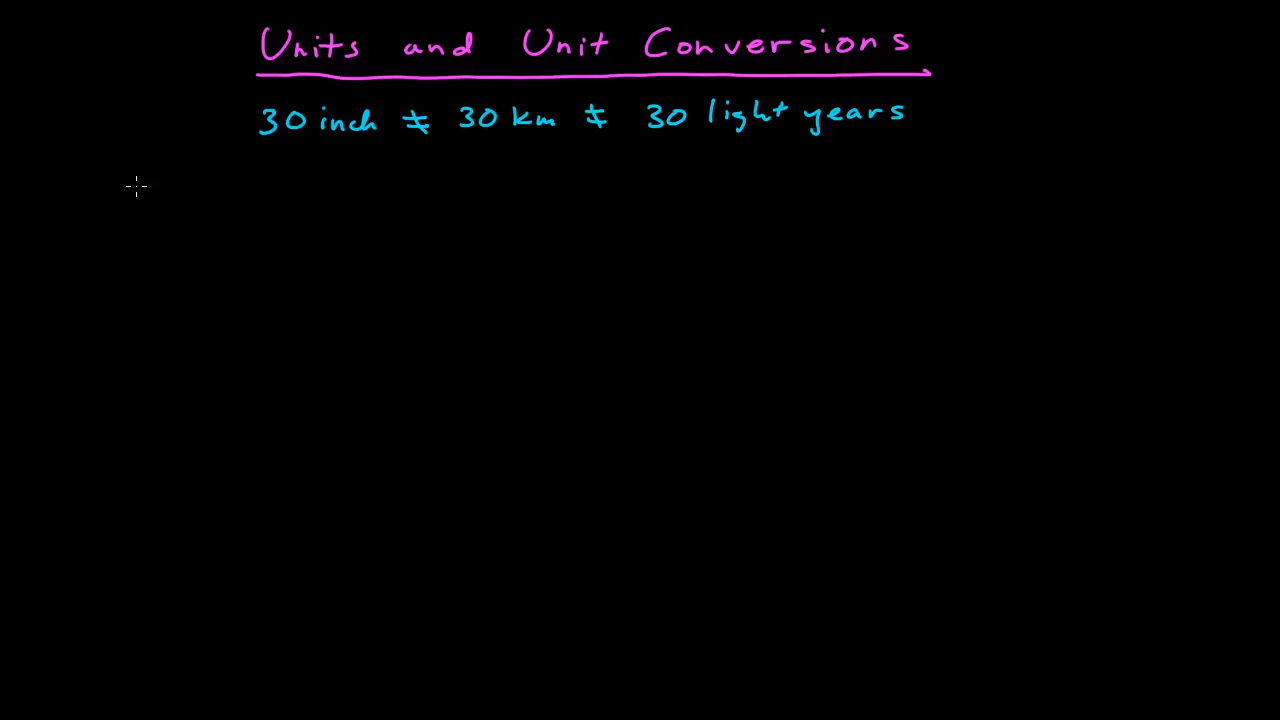 Units and Unit Conversions
30 inch ≠ 30 km ≠ 30 light years